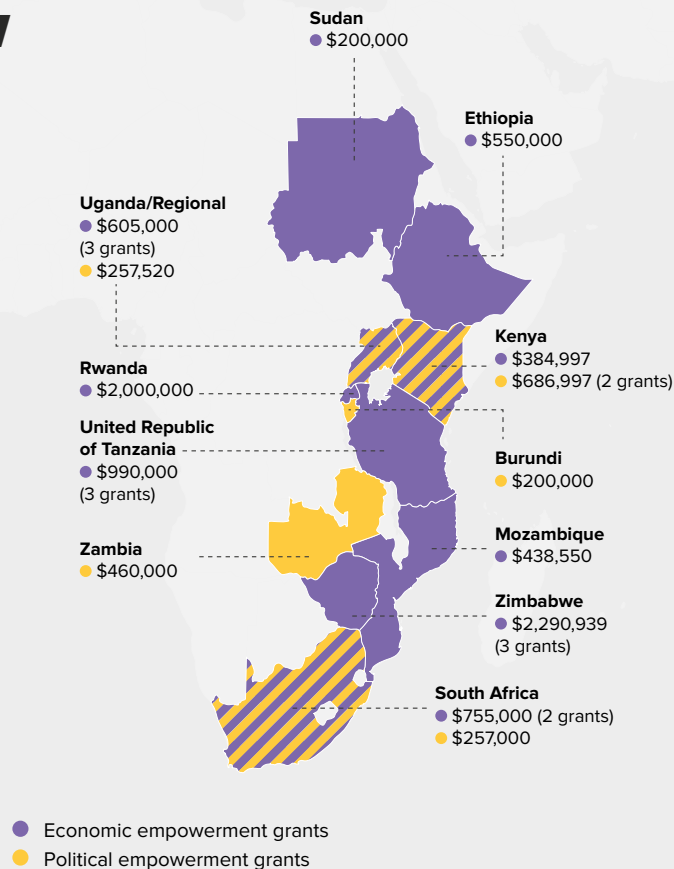 Sudan
$200,000
Ethiopia
$550,000
Uganda/Regional
$605,000
(3 grants)
$257,520
Kenya
$384,997
$686,997 (2 grants)
Rwanda
$2,000,000
United Republic
of Tanzania
$990,000
(3 grants)
Burundi
$200,000
Mozambique
$438,550
Zambia
$460,000
Zimbabwe
$2,290,939
(3 grants)
South Africa
$755,000 (2 grants)
$257,000
Economic empowerment grants
Political empowerment grants